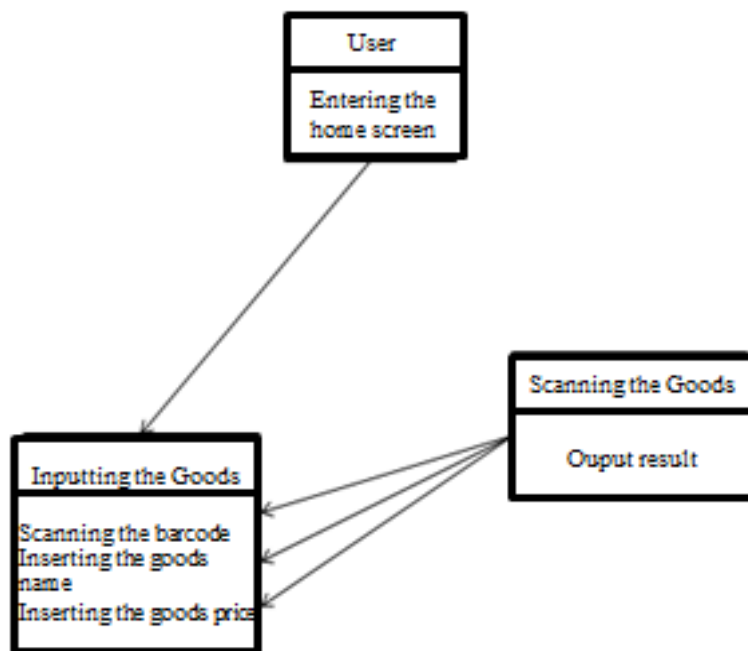 User
Entering the
home screen
Scanning the Goods
Ouput result
Inputting the Goods
Scanning the barcode
Inserting the goods
name
Inserting the goods price